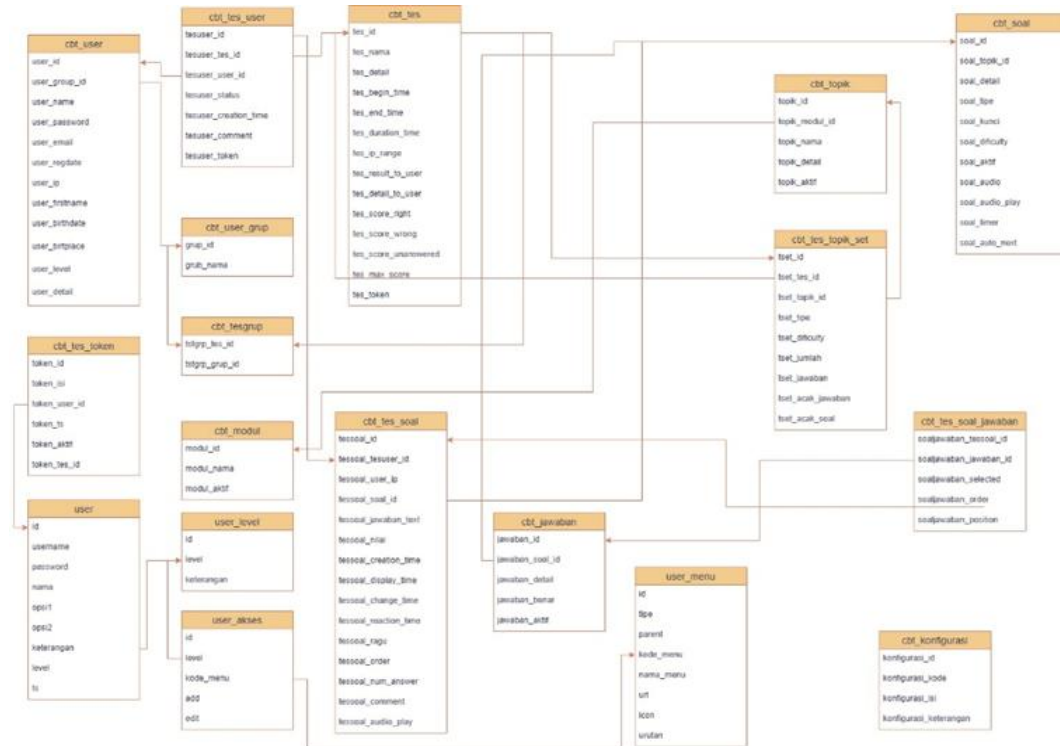 cbt_user
user_id
user_group_id
user_name
user_password
user_email
user_regdate
user_ip
user_firstname
user_birthdate
user_birtplace
user_level
user_detail
cbt_tes_user
tesuser_id
tesuser_tes_id
tesuser_user_id
tesuser_status
tesuser_creation_time
tesuser_comment
tesuser_token
cbt_tes
tes_id
tes_nama
tes_detail
tes_begin_time
tes_end_time
tes_duration_time
tes_ip_range
tes_result_to_user
tes_detail_to_user
tes_score_right
tes_score_wrong
tes_score_unanswered
tes_max_score
tes_token
cbt_soal
soal_id
soal_topik_id
soal_detail
soal_tipe
soal_kunci
soal_dificulty
soal_aktif
soal_audio
soal_audio_play
soal_timer
cbt_topik
topik_id
topik_modul_id
topik_nama
topik_detail
topik_aktif
cbt_user_grup
grup_id
cbt_tes_topik_set
tset_id
tset_tes_id
tset_topik_id
tset_tipe
tset_dificulty
tset_jumlah
tset_jawaban
tset_acak_jawaban
tset_acak_soal
cbt_tesgrup
tstgrp_tes_id
tstgrp_grup_id
cbt_tes_token
token_id
token_isi
token_user_id
token_ts
token_aktif
token_tes_id
cbt_modul
modul_id
modul_nama
modul_aktif
cbt_tes_soal
tessoal_id
tessoal_tesuser_id
tessoal_user_ip
tessoal_soal_id
tessoal_jawaban_text
tessoal_nilai
tessoal_creation_time
tessoal_display_time
tessoal_change_time
tessoal_reaction_time
tessoal_ragu
tessoal_order
tessoal_num_answer
tessoal_comment
tessoal_audio_play
cbt_tes_soal_jawaban
soaljawaban_tessoal_id
soaljawaban_jawaban_id
soaljawaban_selected
soaljawaban_order
soaljawaban_position
user
id
username
password
nama
opsi1
opsi2
keterangan
level
ts
user_level
id
level
keterangan
cbt_jawaban
jawaban_id
jawaban_soal_id
jawaban_detail
jawaban_benar
jawaban_aktif
user_akses
id
level
kode_menu
add
edit
user_menu
id
tipe
parent
kode_menu
nama_menu
url
icon
urutan
cbt_konfigurasi
konfigurasi_id
konfigurasi_kode
konfigurasi_isi
konfigurasi_keterangan